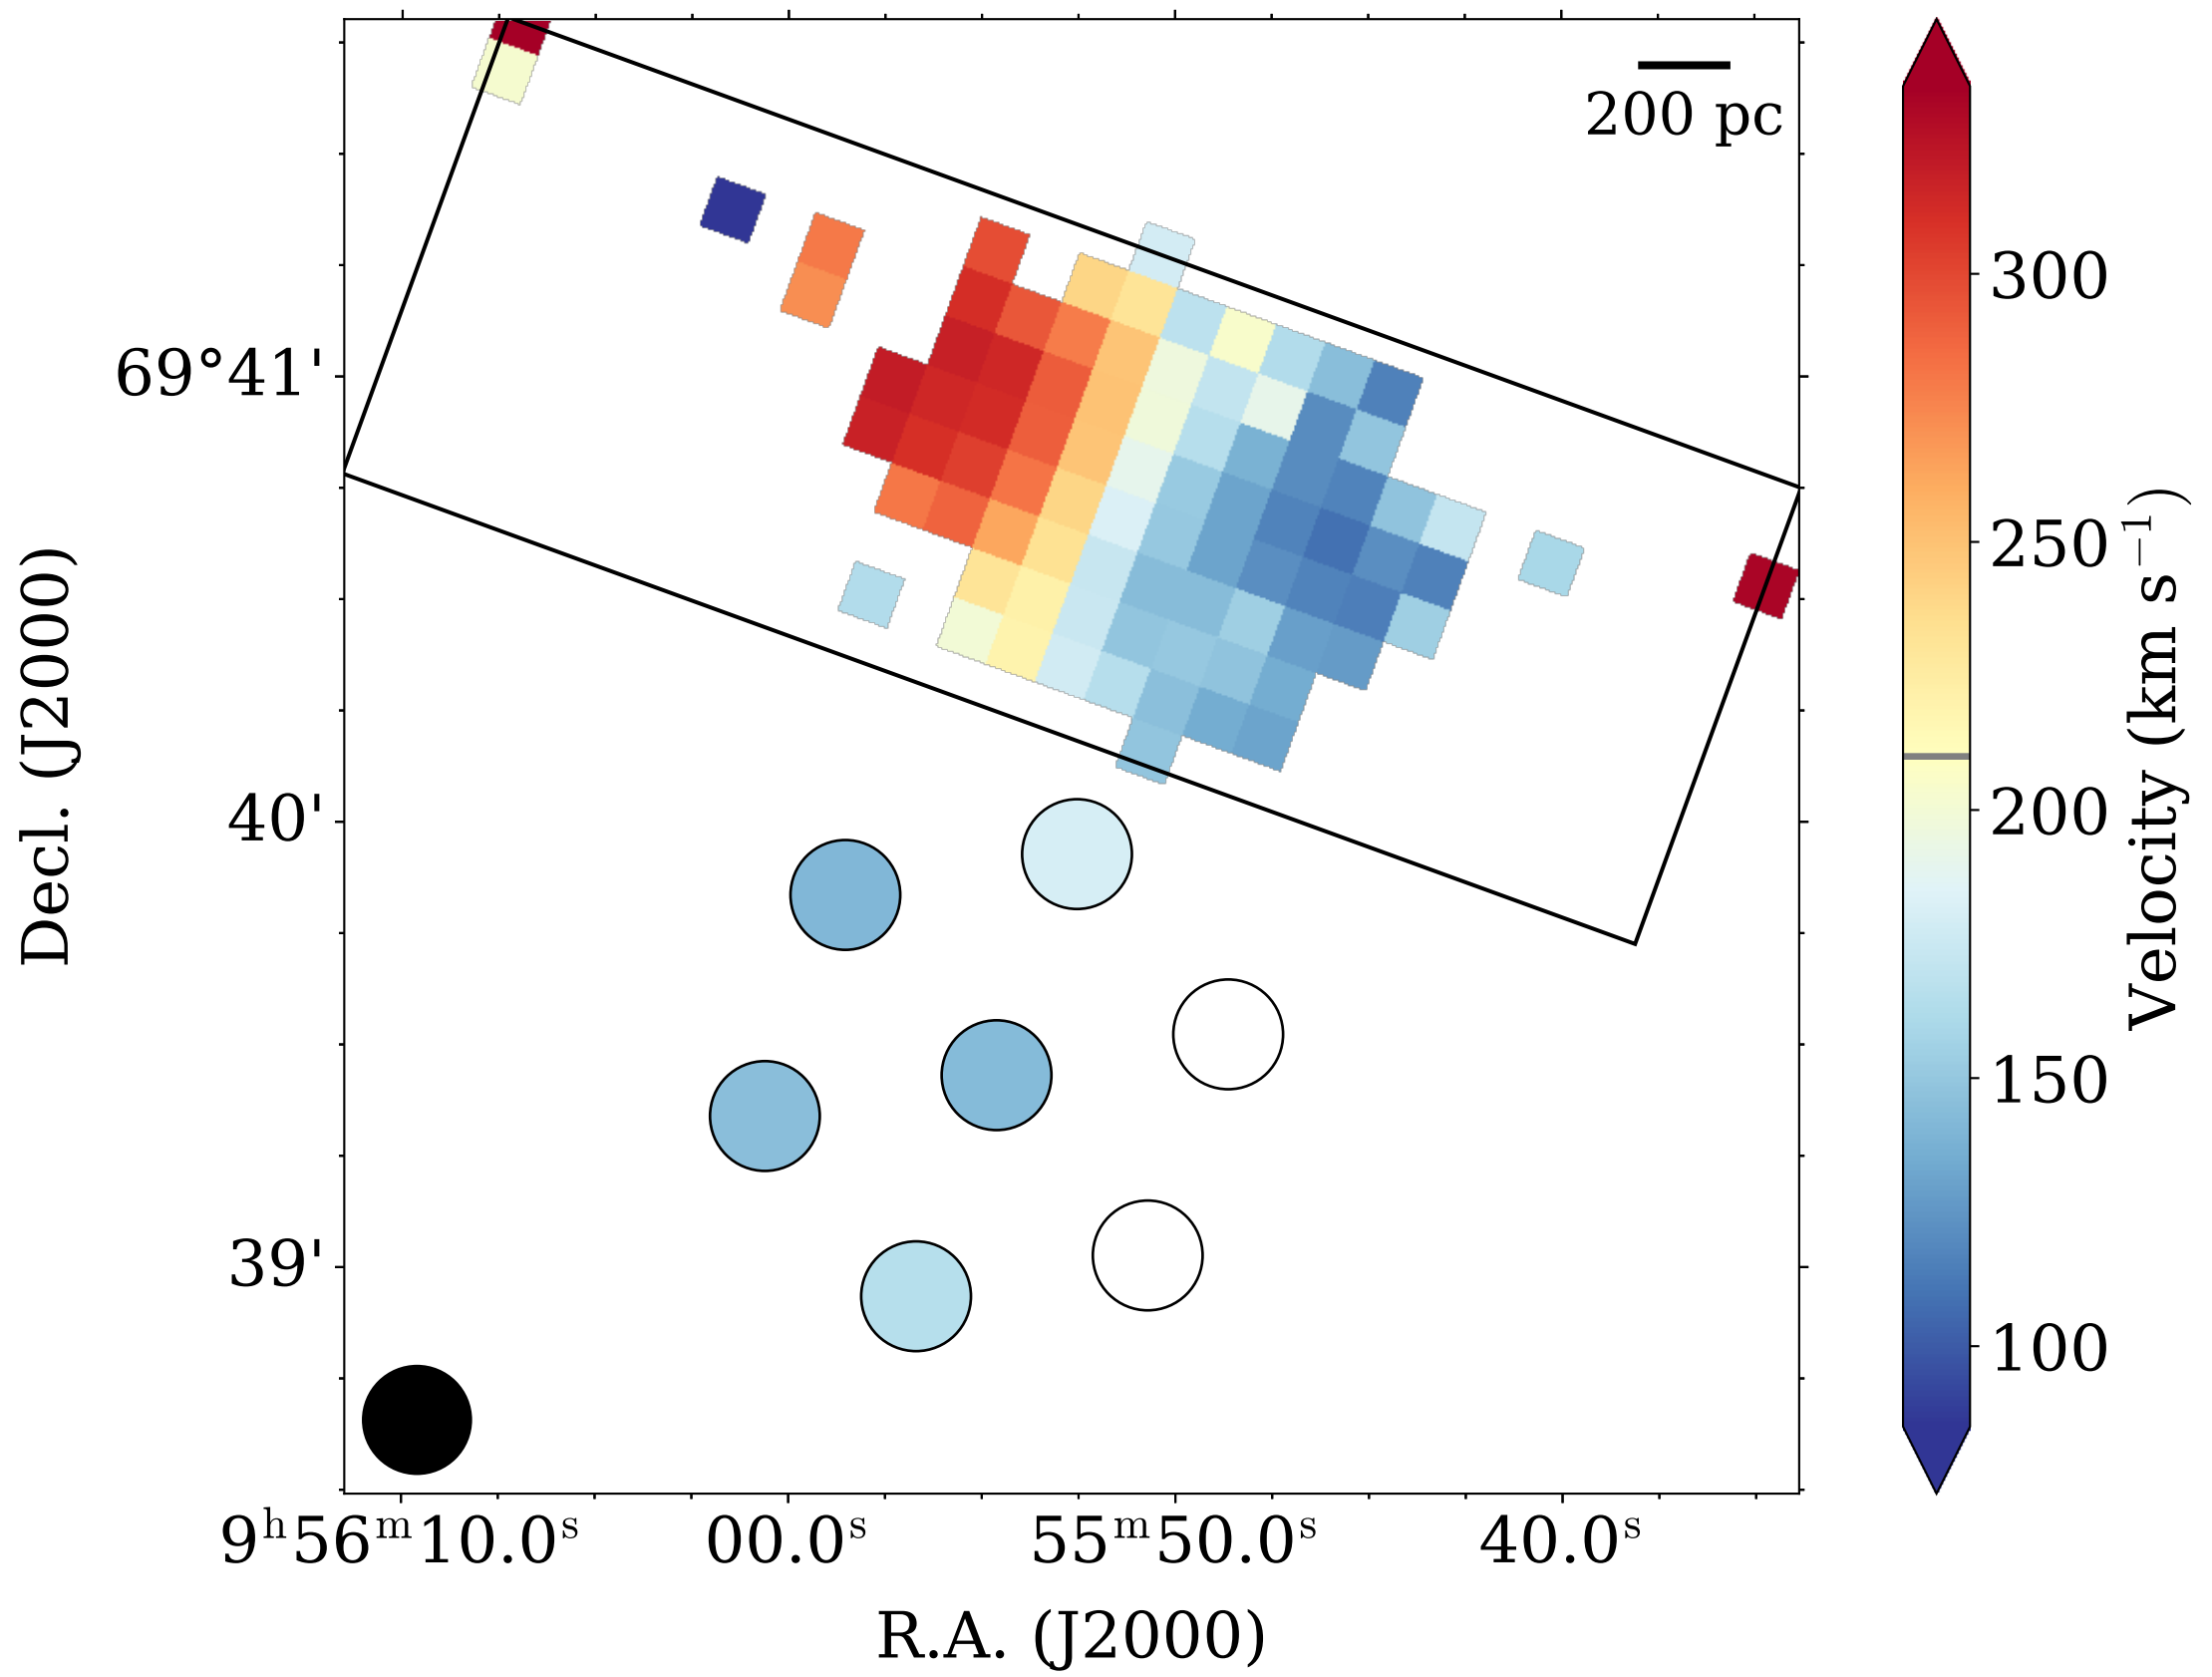 200 pc
69°41'
40'
39'
Decl. (J2000)
9ʰ56ᵐ10.0ˢ 00.0ˢ 55ᵐ50.0ˢ 40.0ˢ
R.A. (J2000)
300
250
200
150
100
Velocity (km s⁻¹)